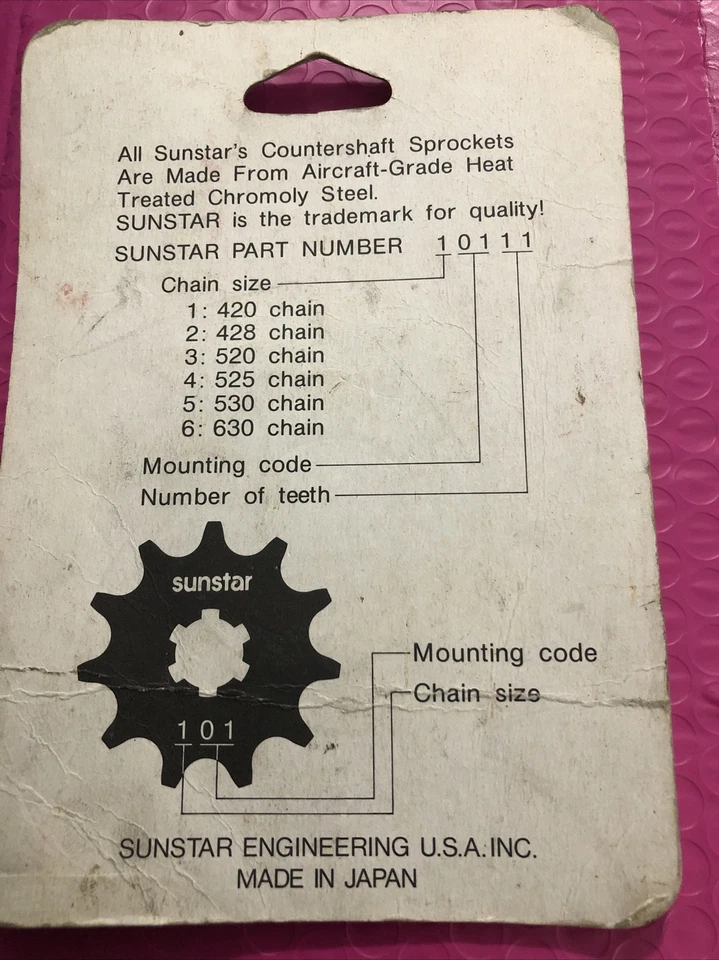 All Sunstar's Countershaft Sprockets
Are Made From Aircraft-Grade Heat
Treated Chromoly Steel.
SUNSTAR is the trademark for quality!
SUNSTAR PART NUMBER 1 0 1 1 1
Chain size
1: 420 chain
2: 428 chain
3: 520 chain
4: 525 chain
5: 530 chain
6: 630 chain
Mounting code
Number of teeth
sunstar
Mounting code
Chain size
1 0 1
SUNSTAR ENGINEERING U.S.A. INC.
MADE IN JAPAN